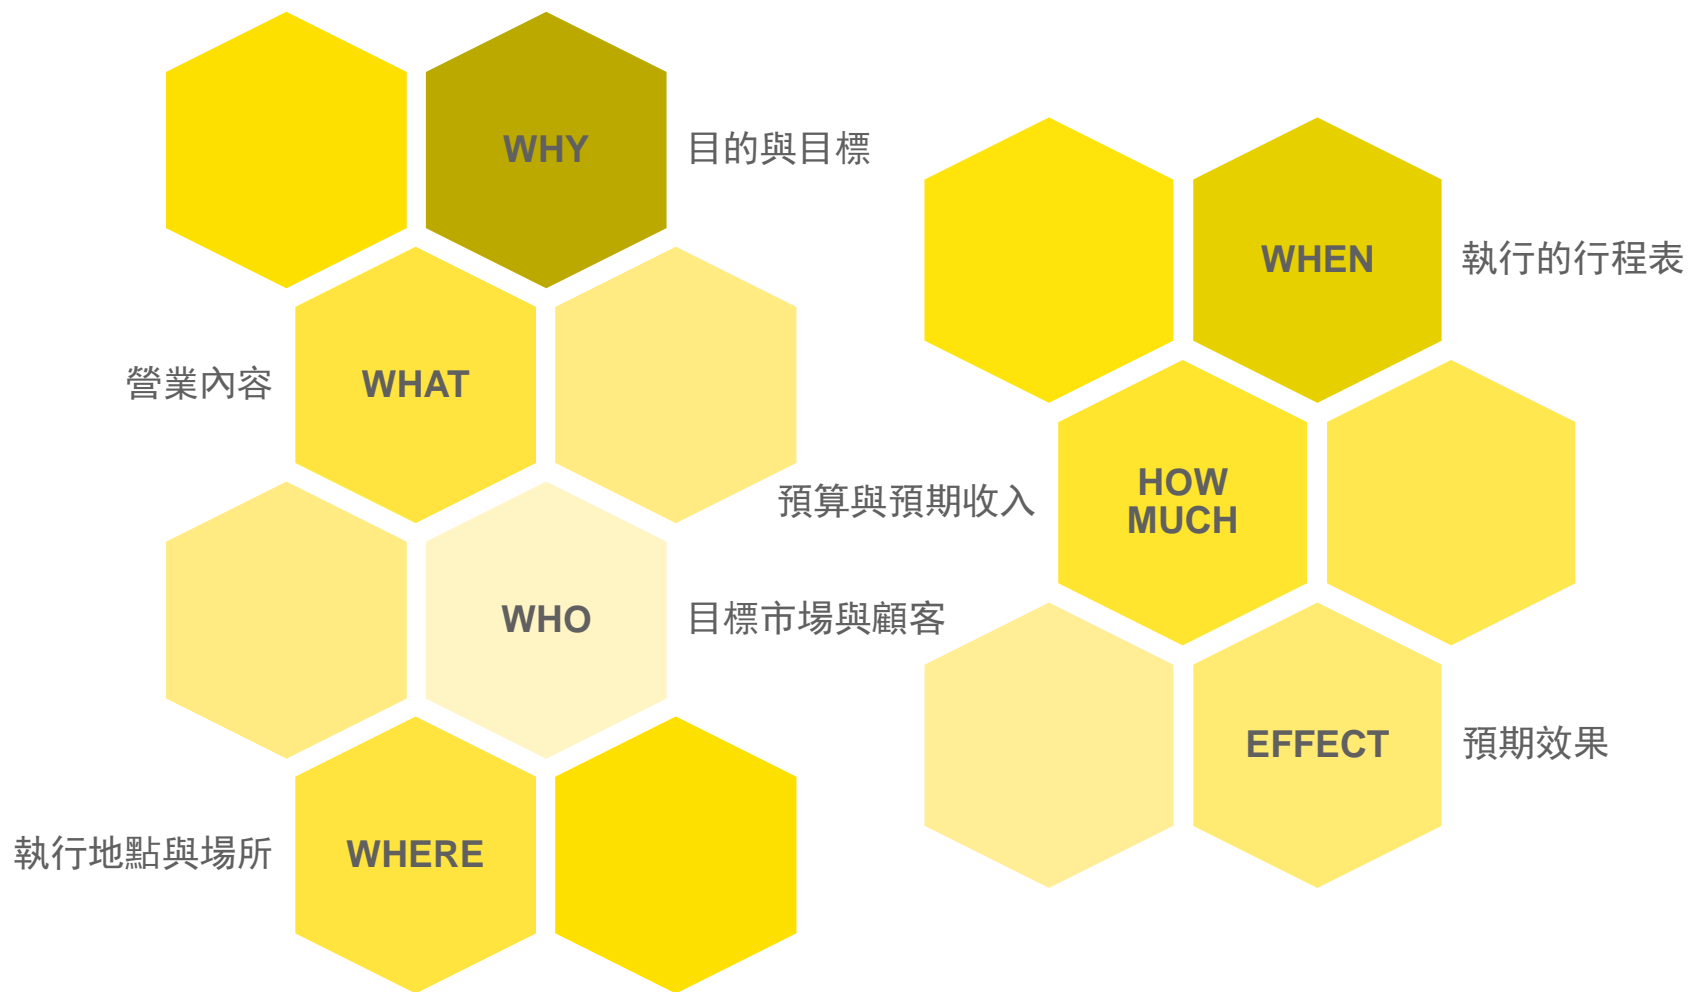 WHY
目的與目標
營業內容
WHAT
WHO
目標市場與顧客
執行地點與場所
WHERE
WHEN
執行的行程表
預算與預期收入
HOW
MUCH
EFFECT
預期效果